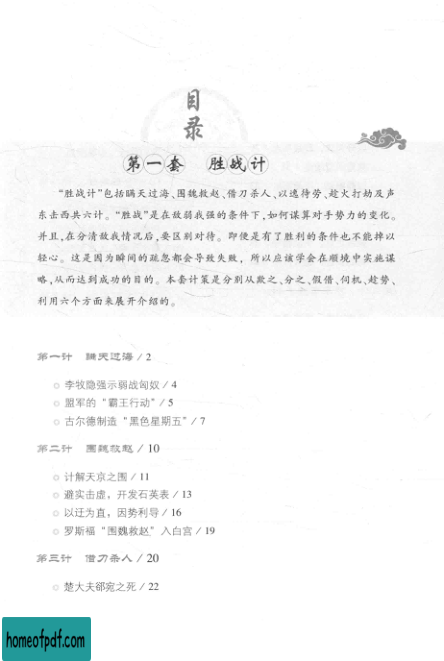 目
录
第一套 胜战计
“胜战计”包括瞒天过海、围魏救赵、借刀杀人、以逸待劳、趁火打劫及声
东击西共六计。“胜战”是在敌弱我强的条件下，如何谋算对手势力的变化。
并且，在分清敌我情况后，要区别对待。即便是有了胜利的条件也不能掉以
轻心。这是因为瞬间的疏忽都会导致失败，所以应该学会在顺境中实施谋
略，从而达到成功的目的。本套计策是分别从欺之、分之、假借、伺机、趁势、
利用六个方面来展开介绍的。
第一计 瞒天过海 / 2
○ 李牧隐强示弱战匈奴 / 4
○ 盟军的“霸王行动” / 5
○ 古尔德制造“黑色星期五” / 7
第二计 围魏救赵 / 10
○ 计解天京之围 / 11
○ 避实击虚，开发石英表 / 13
○ 以迂为直，因势利导 / 16
○ 罗斯福“围魏救赵”入白宫 / 19
第三计 借刀杀人 / 20
○ 楚大夫郤宛之死 / 22
homeofpdf.com